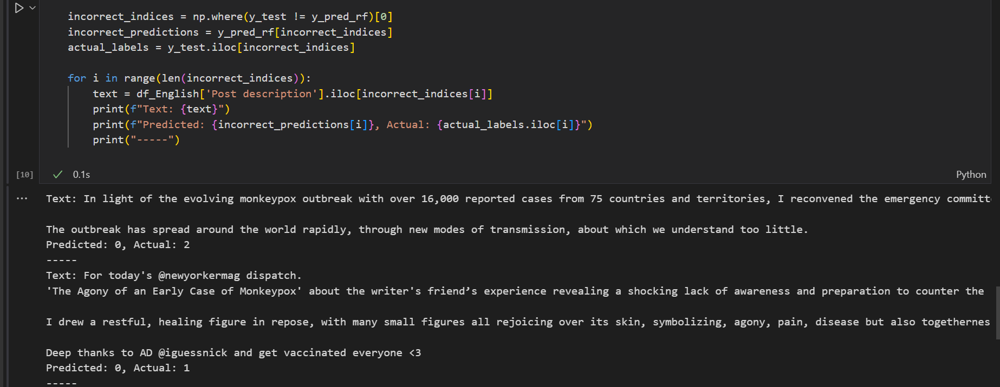 incorrect_indices = np.where(y_test != y_pred_rf)[0]
incorrect_predictions = y_pred_rf[incorrect_indices]
actual_labels = y_test.iloc[incorrect_indices]
for i in range(len(incorrect_indices)):
text = df_English['Post description'].iloc[incorrect_indices[i]]
print(f"Text: {text}")
print(f"Predicted: {incorrect_predictions[i]}, Actual: {actual_labels.iloc[i]}")
print("-----")
[10] 0.1s Python
Text: In light of the evolving monkeypox outbreak with over 16,000 reported cases from 75 countries and territories, I reconvened the emergency committ
The outbreak has spread around the world rapidly, through new modes of transmission, about which we understand too little.
Predicted: 0, Actual: 2
-----
Text: For today's @newyorkermag dispatch.
'The Agony of an Early Case of Monkeypox' about the writer's friend’s experience revealing a shocking lack of awareness and preparation to counter the
I drew a restful, healing figure in repose, with many small figures all rejoicing over its skin, symbolizing, agony, pain, disease but also togethernes
Deep thanks to AD @iguessnick and get vaccinated everyone <3
Predicted: 0, Actual: 1
-----